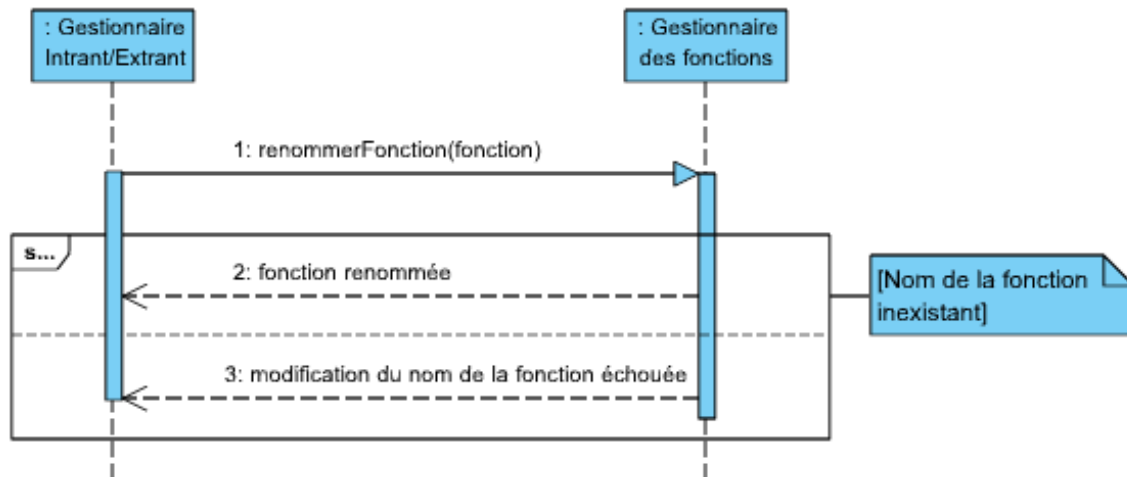 : Gestionnaire
Intrant/Extrant
: Gestionnaire
des fonctions
1: renommerFonction(fonction)
s...
2: fonction renommée
[Nom de la fonction
inexistant]
3: modification du nom de la fonction échouée